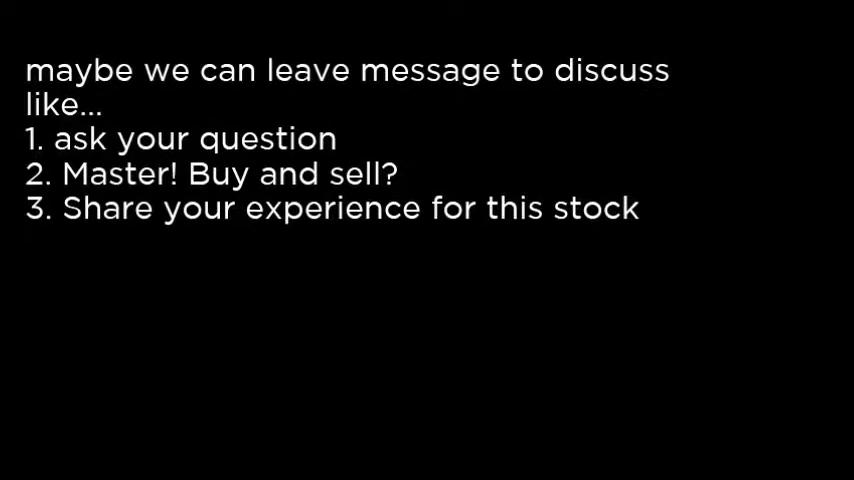 maybe we can leave message to discuss
like...
1. ask your question
2. Master! Buy and sell?
3. Share your experience for this stock